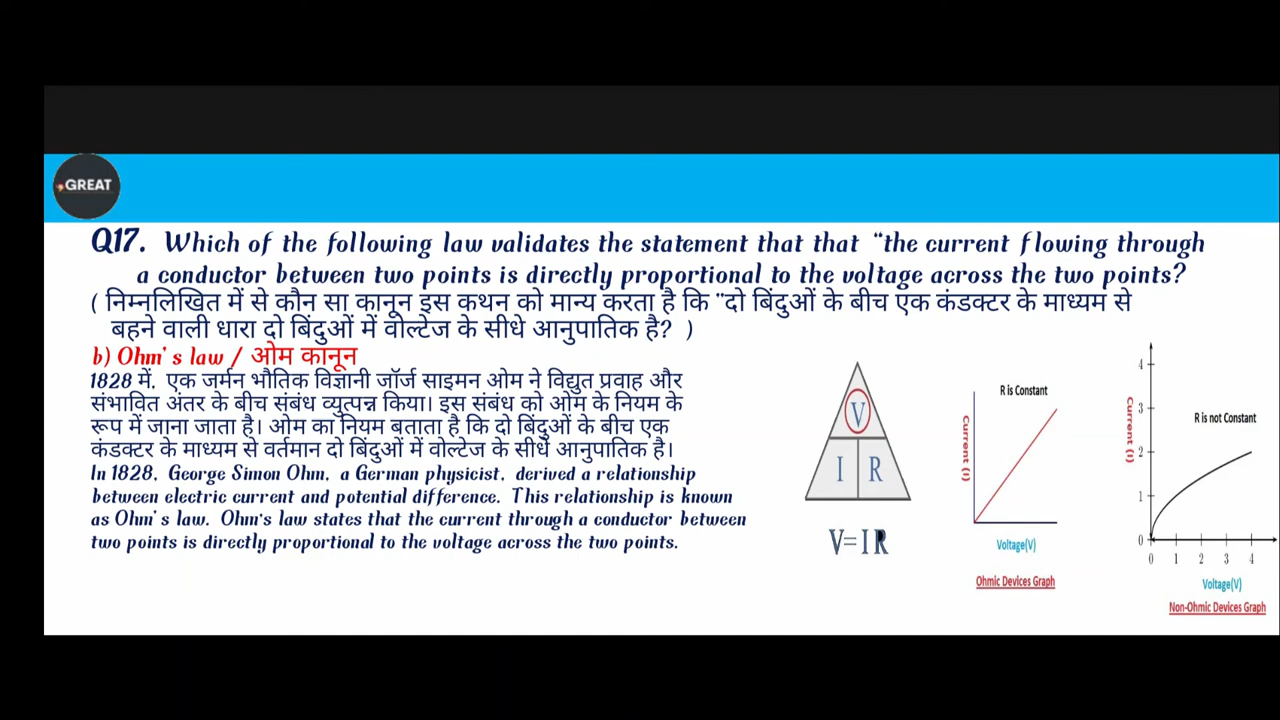 GREAT
Q17. Which of the following law validates the statement that that “the current flowing through
a conductor between two points is directly proportional to the voltage across the two points?
( निम्नलिखित में से कौन सा कानून इस कथन को मान्य करता है कि "दो बिंदुओं के बीच एक कंडक्टर के माध्यम से
बहने वाली धारा दो बिंदुओं में वोल्टेज के सीधे आनुपातिक है? )
b) Ohm's law / ओम कानून
1828 में, एक जर्मन भौतिक विज्ञानी जॉर्ज साइमन ओम ने विद्युत प्रवाह और
संभावित अंतर के बीच संबंध व्युत्पन्न किया। इस संबंध को ओम के नियम के
रूप में जाना जाता है। ओम का नियम बताता है कि दो बिंदुओं के बीच एक
कंडक्टर के माध्यम से वर्तमान दो बिंदुओं में वोल्टेज के सीधे आनुपातिक है।
In 1828, George Simon Ohm, a German physicist, derived a relationship
between electric current and potential difference. This relationship is known
as Ohm's law. Ohm's law states that the current through a conductor between
two points is directly proportional to the voltage across the two points.
V
I R
V=IR
R is Constant
Current (I)
Voltage(V)
Ohmic Devices Graph
R is not Constant
Current (I)
4
3
2
1
0
0 1 2 3 4
Voltage(V)
Non-Ohmic Devices Graph